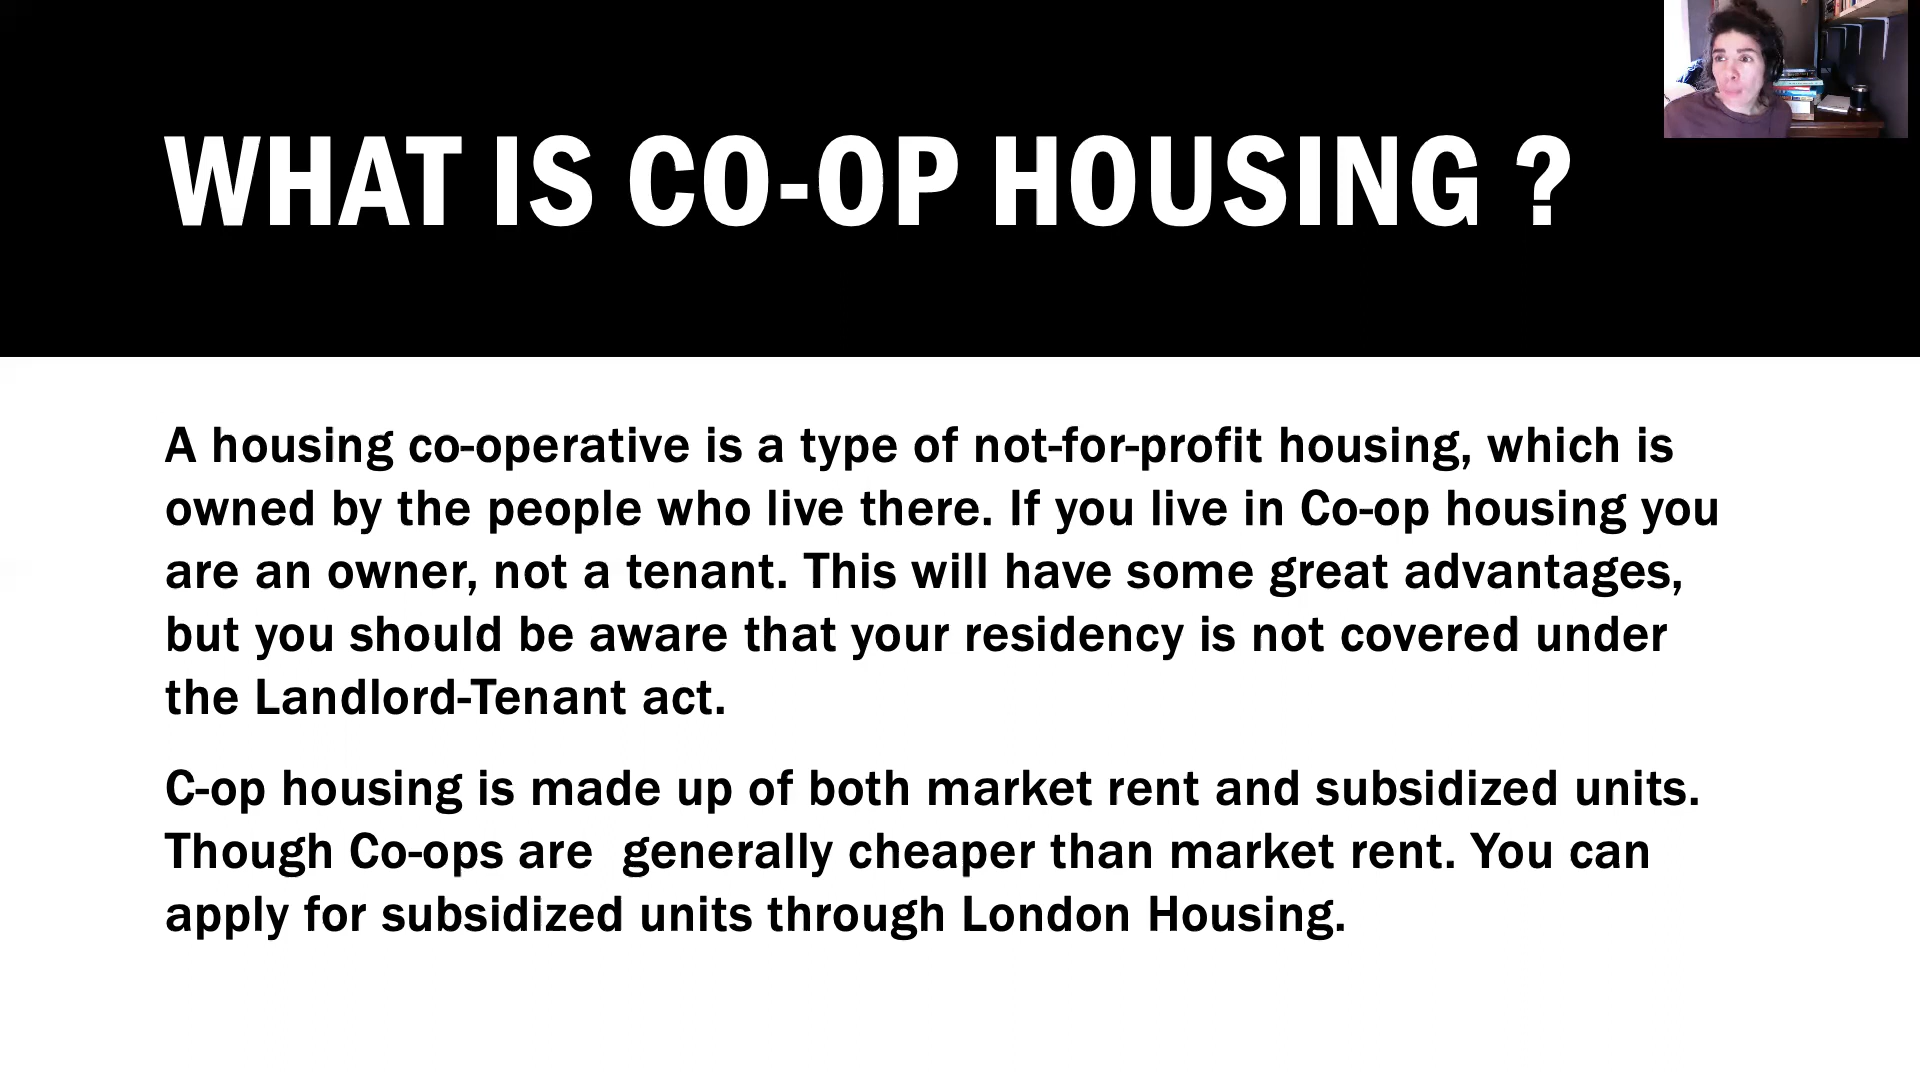 WHAT IS CO-OP HOUSING ?
A housing co-operative is a type of not-for-profit housing, which is
owned by the people who live there. If you live in Co-op housing you
are an owner, not a tenant. This will have some great advantages,
but you should be aware that your residency is not covered under
the Landlord-Tenant act.
C-op housing is made up of both market rent and subsidized units.
Though Co-ops are  generally cheaper than market rent. You can
apply for subsidized units through London Housing.